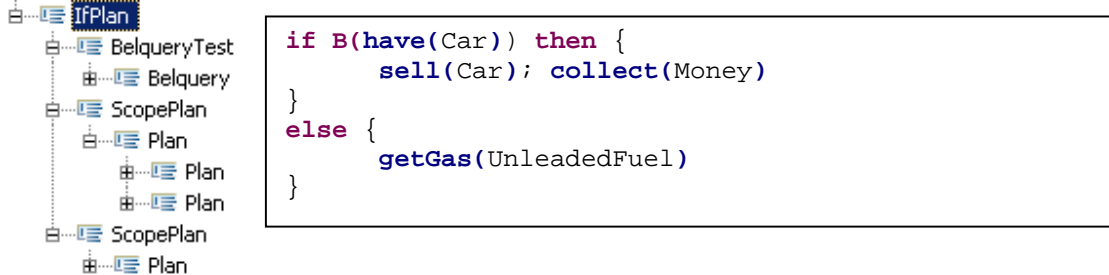 IfPlan
BelqueryTest
Belquery
ScopePlan
Plan
Plan
Plan
ScopePlan
Plan
if B(have(Car)) then {
sell(Car); collect(Money)
}
else {
getGas(UnleadedFuel)
}